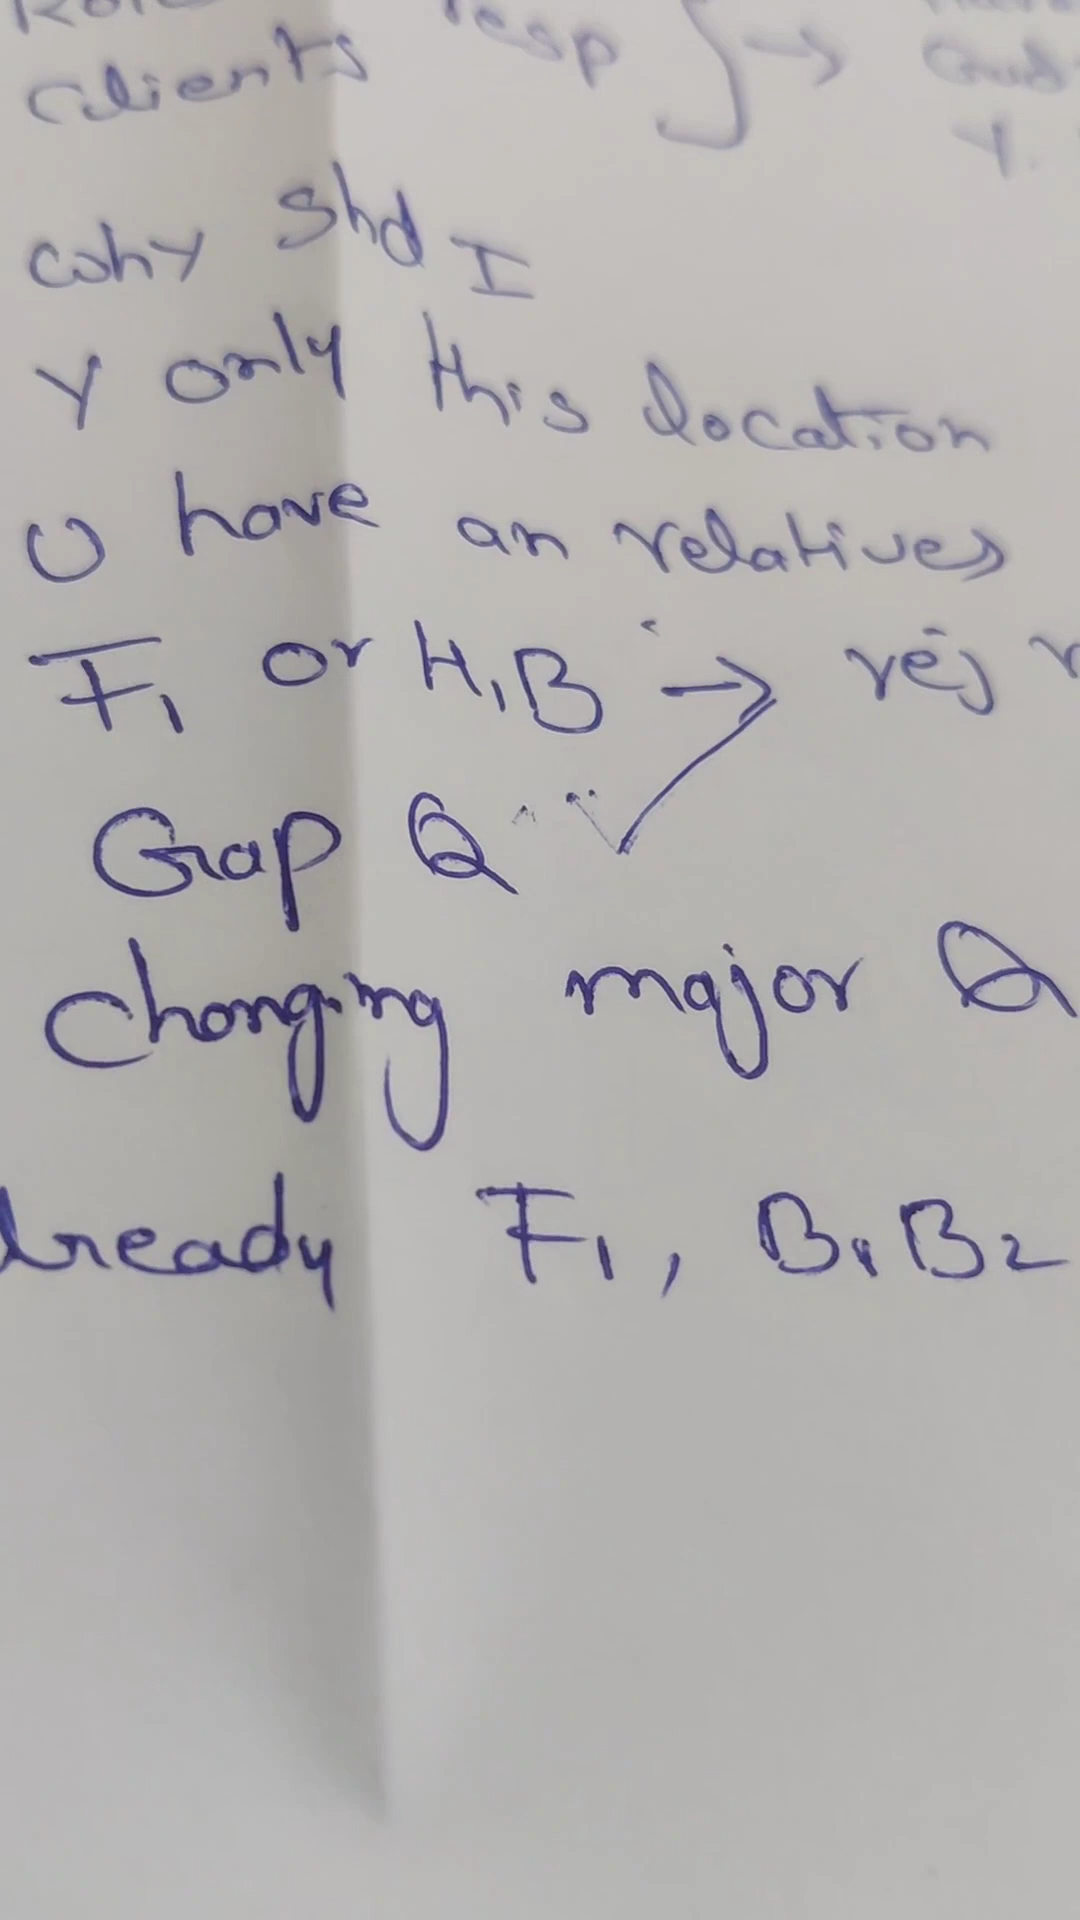 clients resp } →
why shd I
Y only this location
U have an relatives
F1 or H1B → rej
Gap Q
changing major Q
lready F1, B1B2